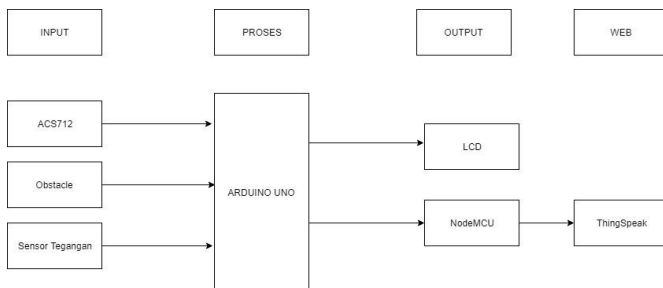 INPUT
PROSES
OUTPUT
WEB
ACS712
Obstacle
Sensor Tegangan
ARDUINO UNO
LCD
NodeMCU
ThingSpeak